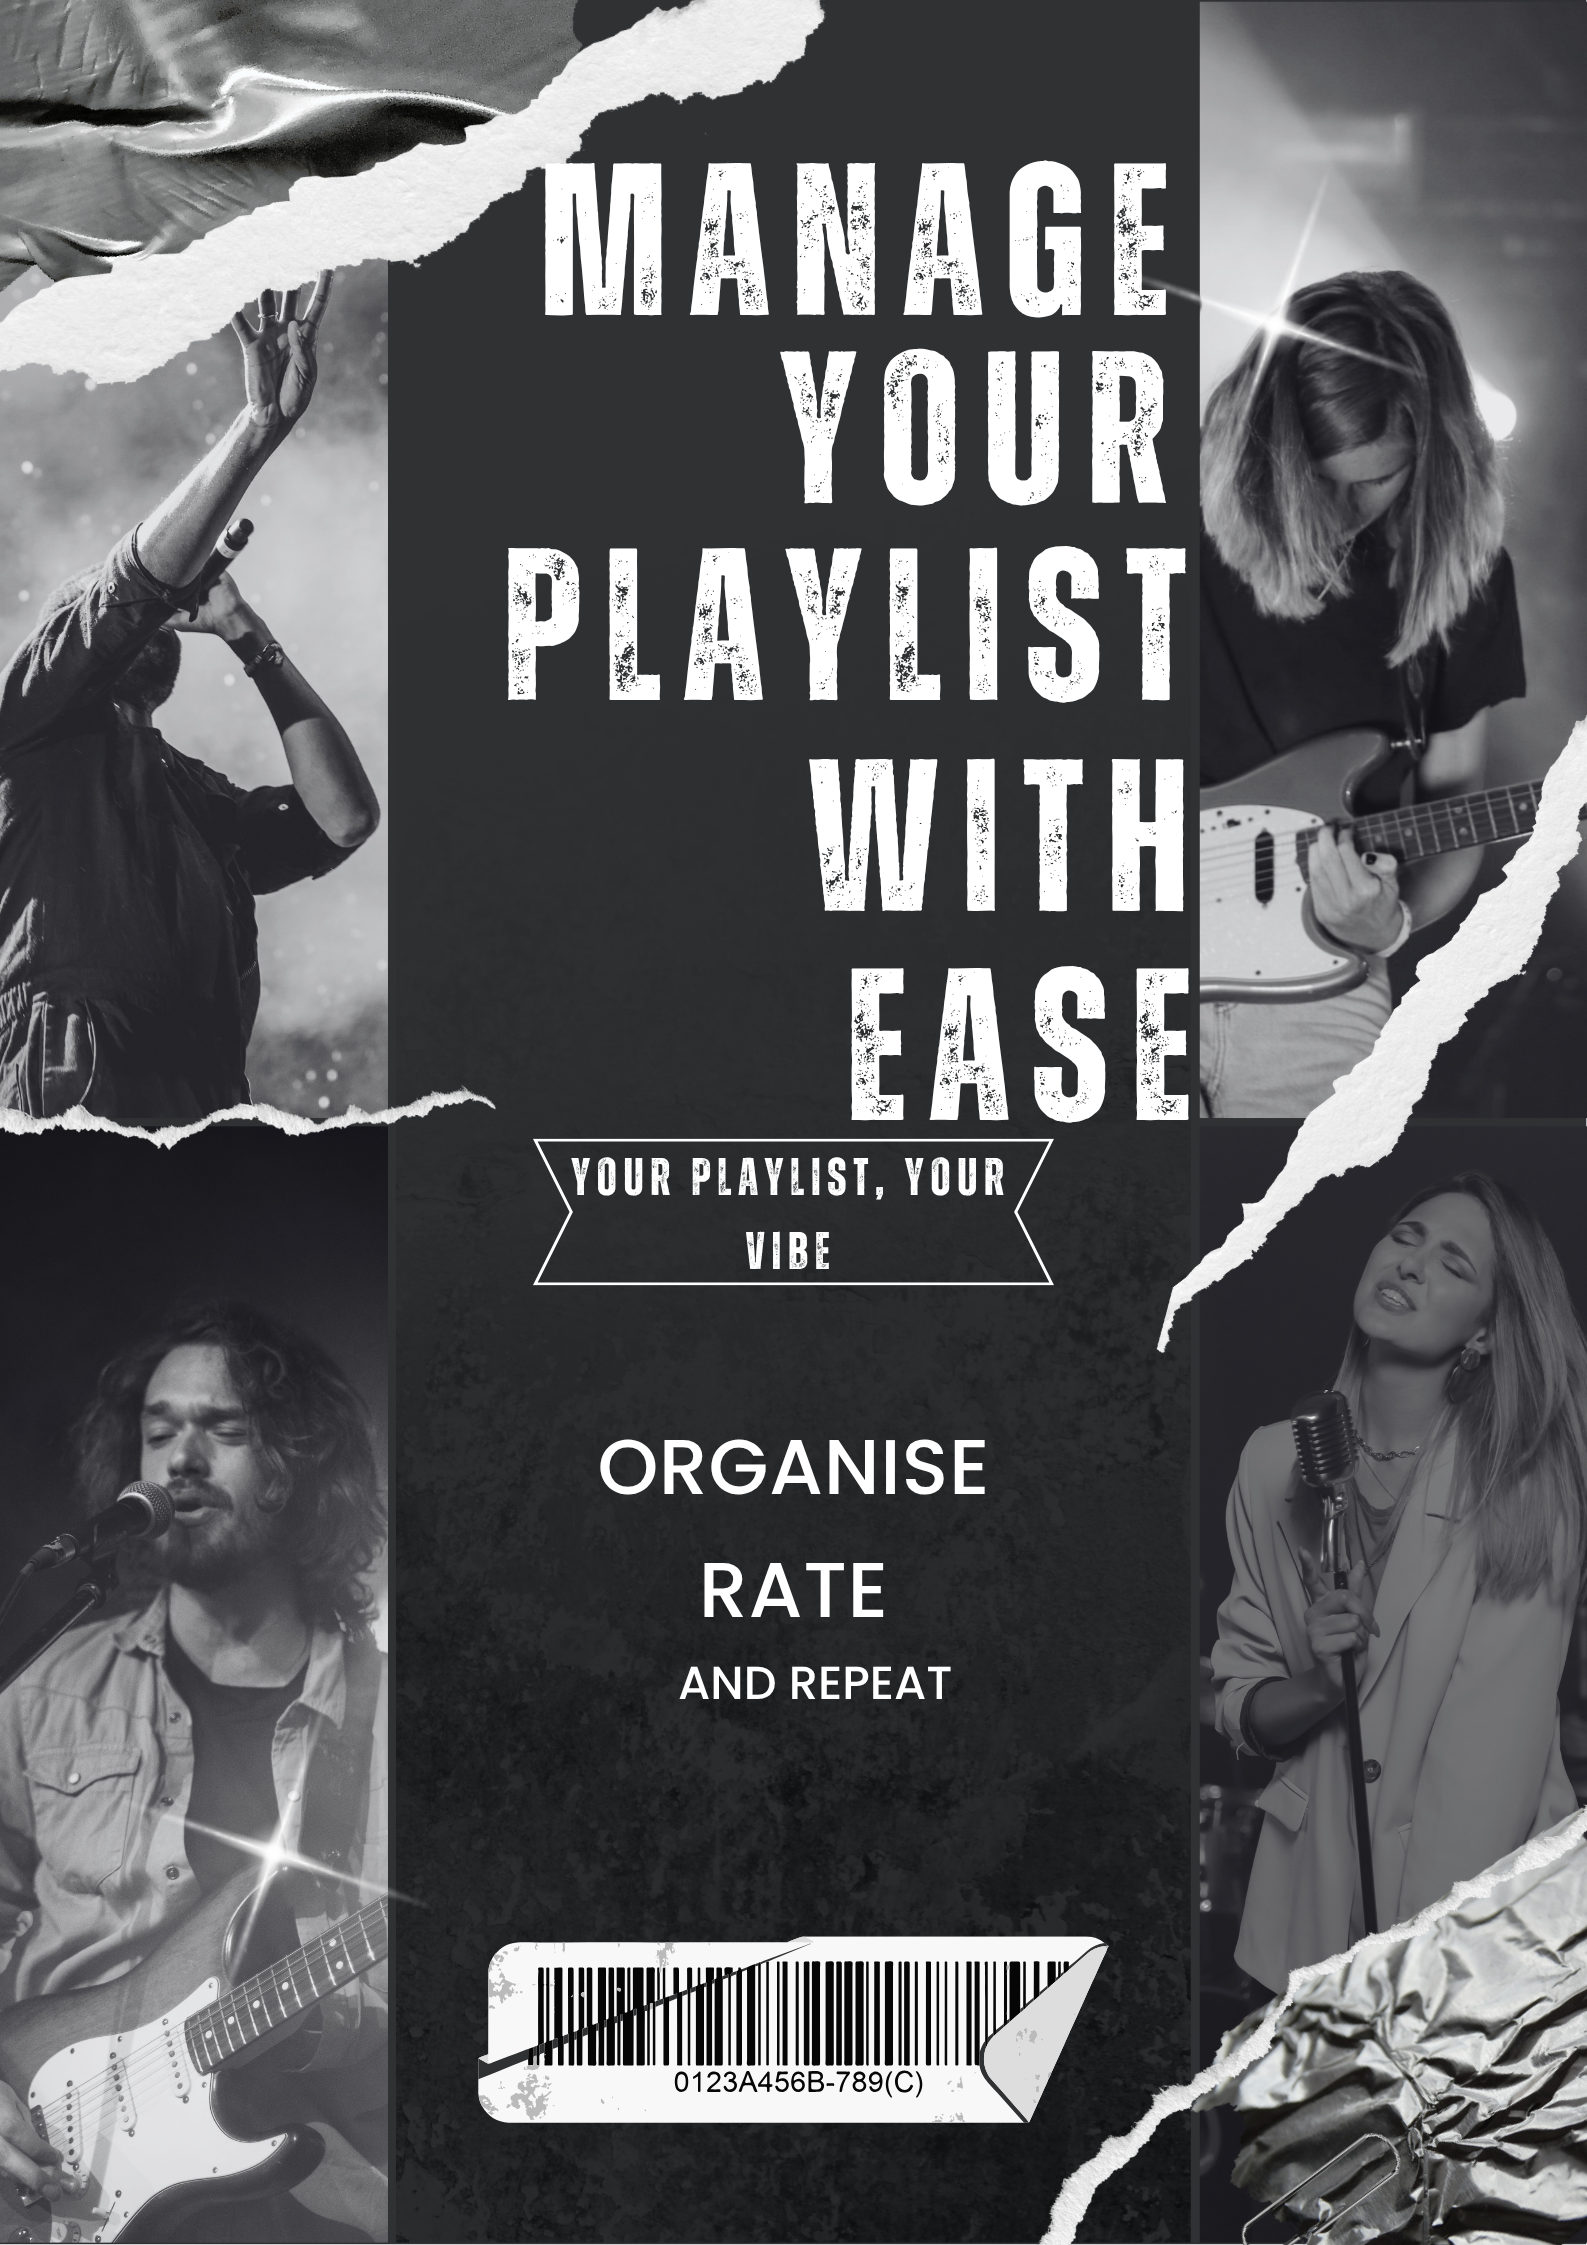 MANAGE
YOUR
PLAYLIST
WITH
EASE
YOUR PLAYLIST, YOUR
VIBE
ORGANISE
RATE
AND REPEAT
0123A456B-789(C)